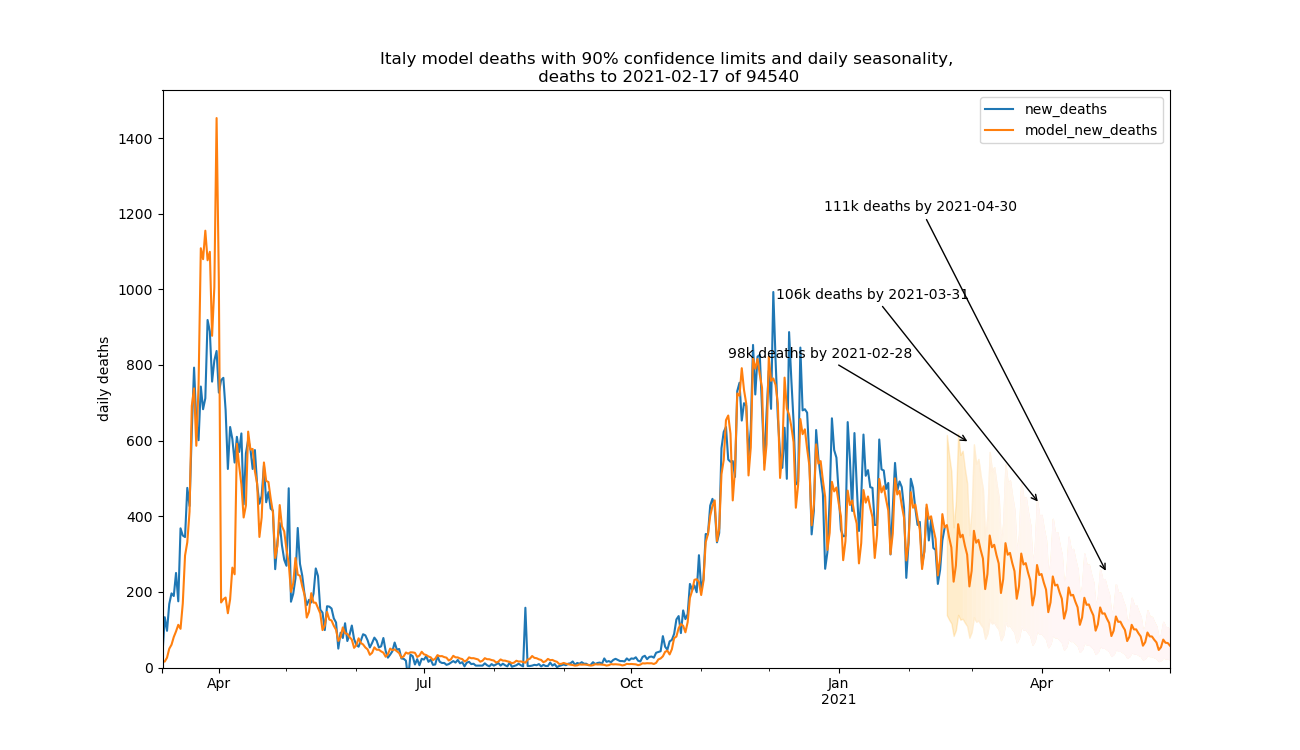 Italy model deaths with 90% confidence limits and daily seasonality,
deaths to 2021-02-17 of 94540
new_deaths
model_new_deaths
1400
1200
1000
800
600
400
200
0
daily deaths
111k deaths by 2021-04-30
106k deaths by 2021-03-31
98k deaths by 2021-02-28
Apr
Jul
Oct
Jan
2021
Apr